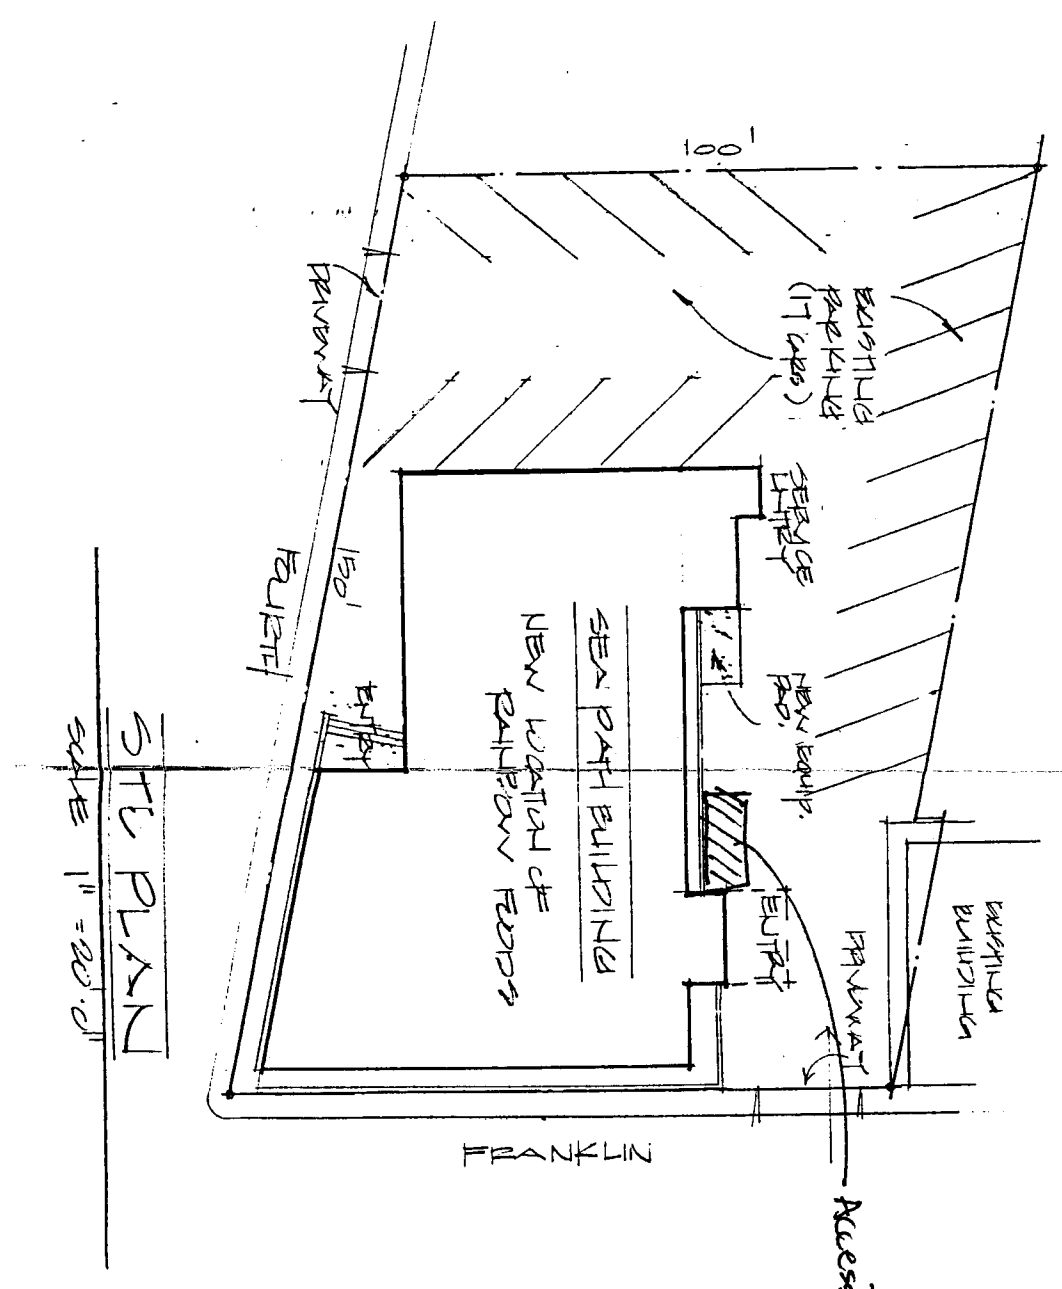 100'
EXISTING
PARKING
(17 CARS)
DRIVEWAY
SERVICE
ENTRY
150'
FOURTH
SEA PATH BUILDING
NEW LOCATION OF
RAINBOW FOODS
NEW EQUIP.
PAD.
ENTRY
ENTRY
DRIVEWAY
EXISTING
BUILDING
FRANKLIN
SITE PLAN
SCALE 1" = 20'.0"